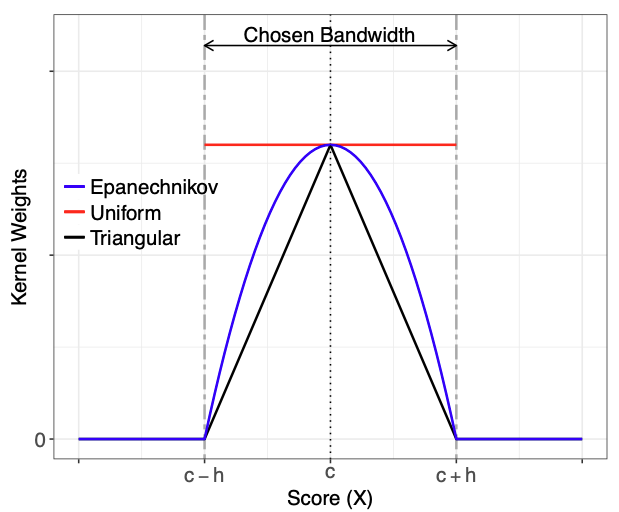 Chosen Bandwidth
Kernel Weights
Epanechnikov
Uniform
Triangular
0
c − h
c
c + h
Score (X)